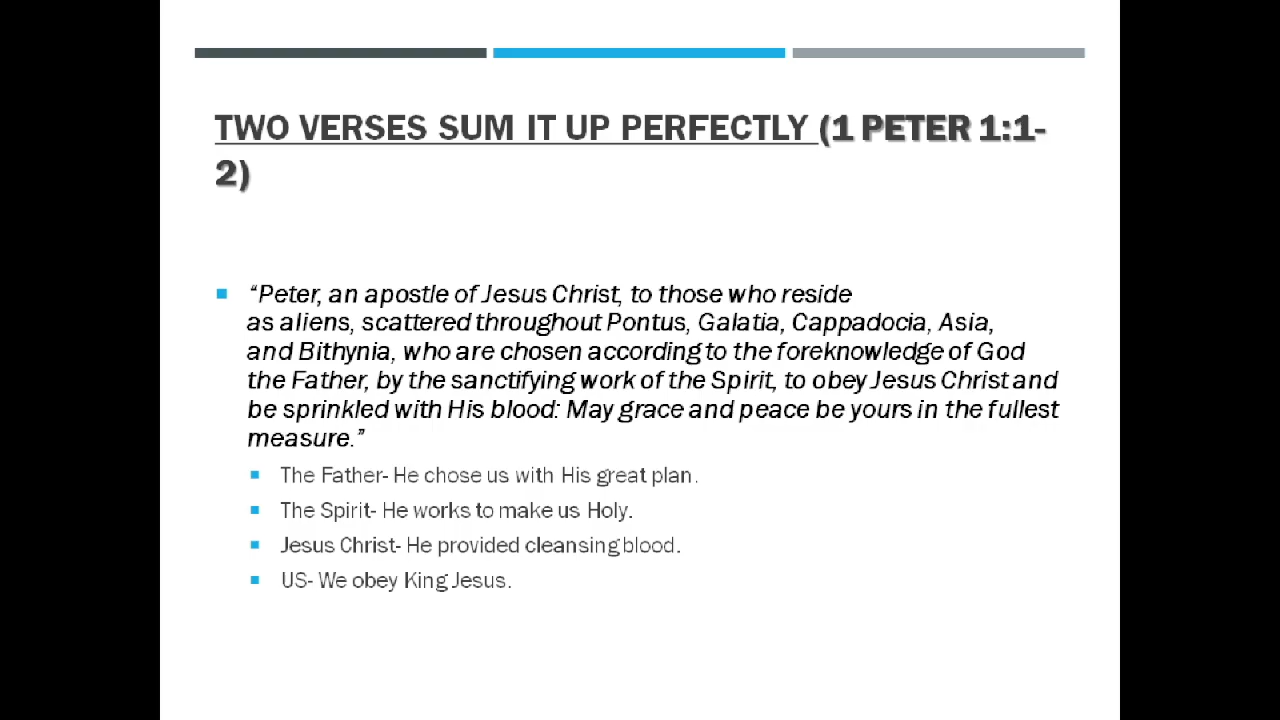 TWO VERSES SUM IT UP PERFECTLY (1 PETER 1:1-
2)
“Peter, an apostle of Jesus Christ, to those who reside
as aliens, scattered throughout Pontus, Galatia, Cappadocia, Asia,
and Bithynia, who are chosen according to the foreknowledge of God
the Father, by the sanctifying work of the Spirit, to obey Jesus Christ and
be sprinkled with His blood: May grace and peace be yours in the fullest
measure.”
The Father- He chose us with His great plan.
The Spirit- He works to make us Holy.
Jesus Christ- He provided cleansing blood.
US- We obey King Jesus.